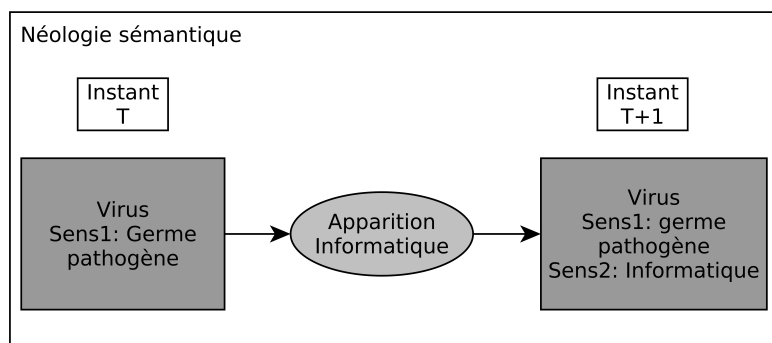 Néologie sémantique
Instant
T
Instant
T+1
Virus
Sens1: Germe
pathogène
Apparition
Informatique
Virus
Sens1: germe
pathogène
Sens2: Informatique